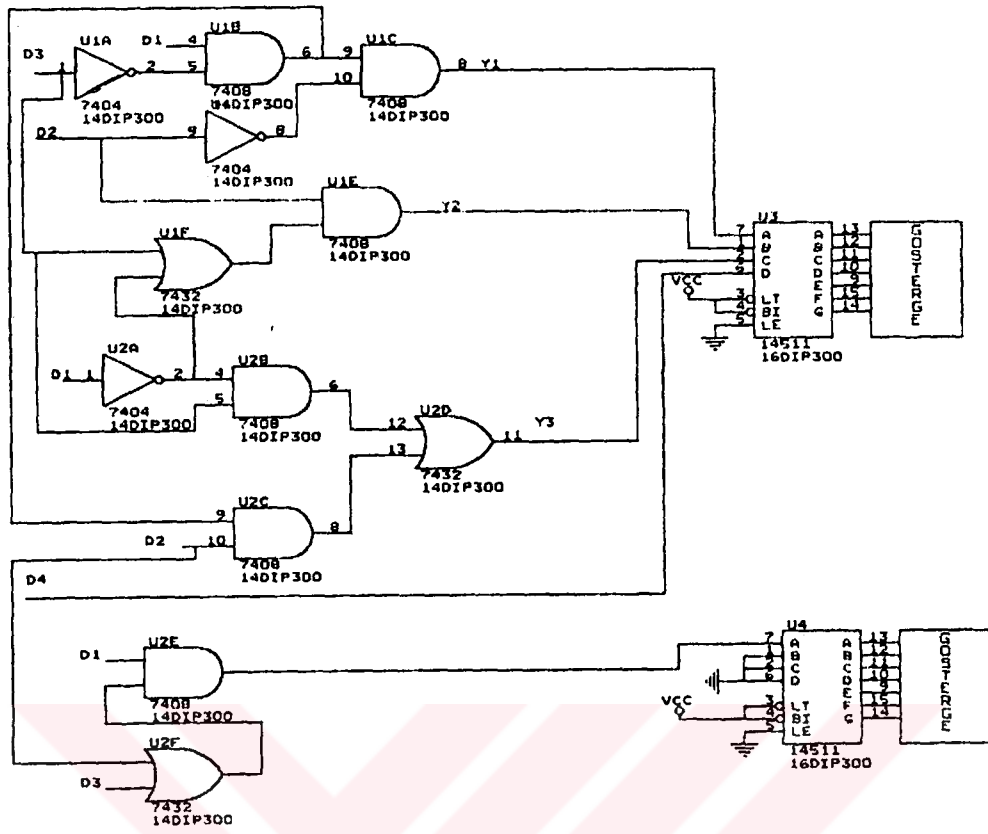 U1A
D3
1
2
7404
14DIP300
D1
4
5
U1B
6
7408
14DIP300
9
10
U1C
8
Y1
7408
14DIP300
D2
9
8
7404
14DIP300
U1E
7408
14DIP300
Y2
U1F
7432
14DIP300
D1
1
U2A
2
7404
14DIP300
4
5
U2B
6
7408
14DIP300
12
13
U2D
11
Y3
7432
14DIP300
9
D2
10
U2C
8
7408
14DIP300
D4
U3
7
A
B
C
D
VCC
3
4
5
LT
BI
LE
A
B
C
D
E
F
G
13
12
11
10
9
15
14
14511
16DIP300
GOSTERGE
D1
U2E
7408
14DIP300
D3
U2F
7432
14DIP300
U4
7
A
B
C
D
6
VCC
3
4
5
LT
BI
LE
A
B
C
D
E
F
G
13
12
11
10
9
15
14
14511
16DIP300
GOSTERGE